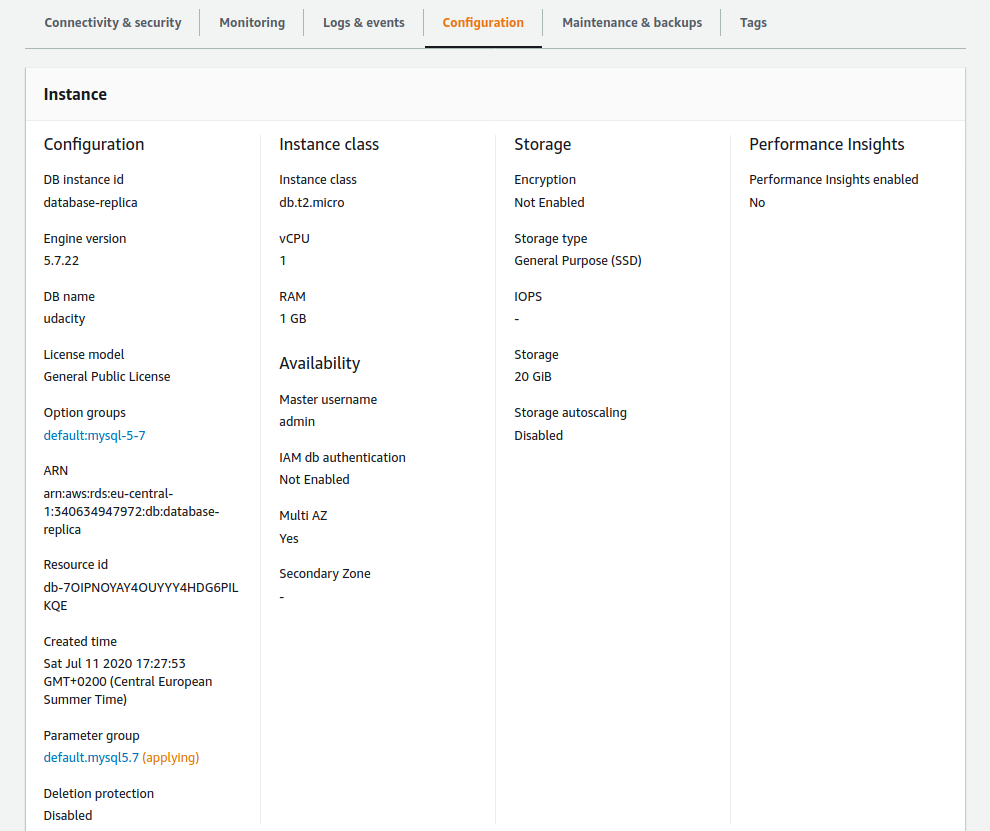 Connectivity & security
Monitoring
Logs & events
Configuration
Maintenance & backups
Tags
Instance
Configuration
DB instance id
database-replica
Engine version
5.7.22
DB name
udacity
License model
General Public License
Option groups
default:mysql-5-7
ARN
arn:aws:rds:eu-central-
1:340634947972:db:database-
replica
Resource id
db-7OIPNOYAY4OUYYY4HDG6PIL
KQE
Created time
Sat Jul 11 2020 17:27:53
GMT+0200 (Central European
Summer Time)
Parameter group
default.mysql5.7 (applying)
Deletion protection
Disabled
Instance class
Instance class
db.t2.micro
vCPU
1
RAM
1 GB
Availability
Master username
admin
IAM db authentication
Not Enabled
Multi AZ
Yes
Secondary Zone
-
Storage
Encryption
Not Enabled
Storage type
General Purpose (SSD)
IOPS
-
Storage
20 GiB
Storage autoscaling
Disabled
Performance Insights
Performance Insights enabled
No